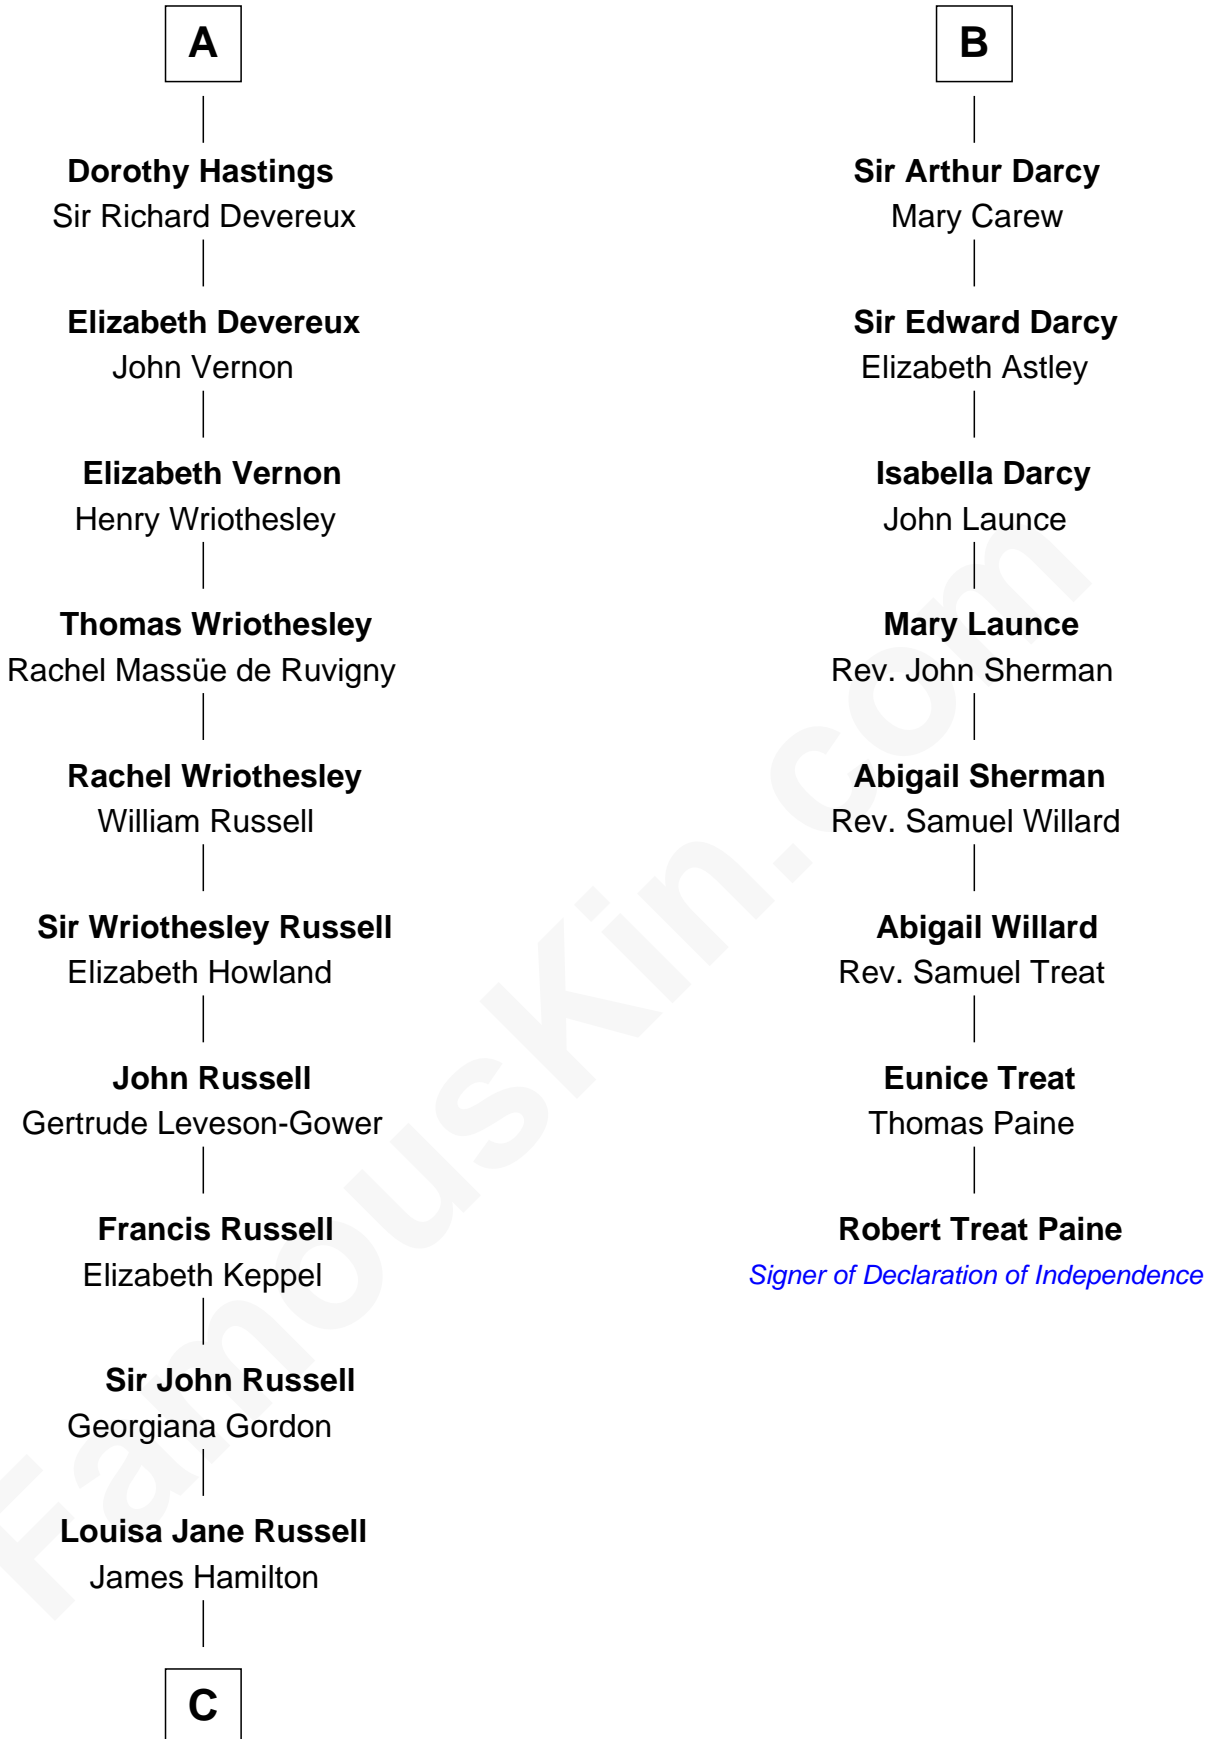 A
Dorothy Hastings
Sir Richard Devereux
Elizabeth Devereux
John Vernon
Elizabeth Vernon
Henry Wriothesley
Thomas Wriothesley
Rachel Massüe de Ruvigny
Rachel Wriothesley
William Russell
Sir Wriothesley Russell
Elizabeth Howland
John Russell
Gertrude Leveson-Gower
Francis Russell
Elizabeth Keppel
Sir John Russell
Georgiana Gordon
Louisa Jane Russell
James Hamilton
C
B
Sir Arthur Darcy
Mary Carew
Sir Edward Darcy
Elizabeth Astley
Isabella Darcy
John Launce
Mary Launce
Rev. John Sherman
Abigail Sherman
Rev. Samuel Willard
Abigail Willard
Rev. Samuel Treat
Eunice Treat
Thomas Paine
Robert Treat Paine
Signer of Declaration of Independence
FamousKin.com